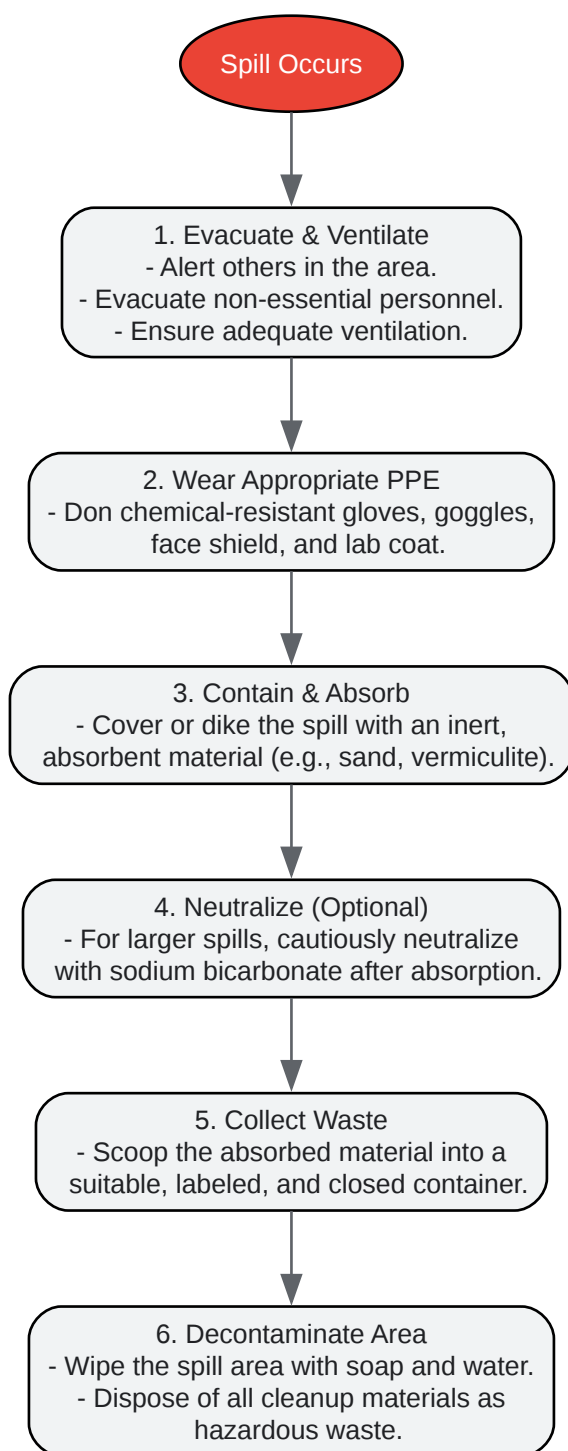 Spill Occurs
1. Evacuate & Ventilate
- Alert others in the area.
- Evacuate non-essential personnel.
- Ensure adequate ventilation.
2. Wear Appropriate PPE
- Don chemical-resistant gloves, goggles,
face shield, and lab coat.
3. Contain & Absorb
- Cover or dike the spill with an inert,
absorbent material (e.g., sand, vermiculite).
4. Neutralize (Optional)
- For larger spills, cautiously neutralize
with sodium bicarbonate after absorption.
5. Collect Waste
- Scoop the absorbed material into a
suitable, labeled, and closed container.
6. Decontaminate Area
- Wipe the spill area with soap and water.
- Dispose of all cleanup materials as
hazardous waste.